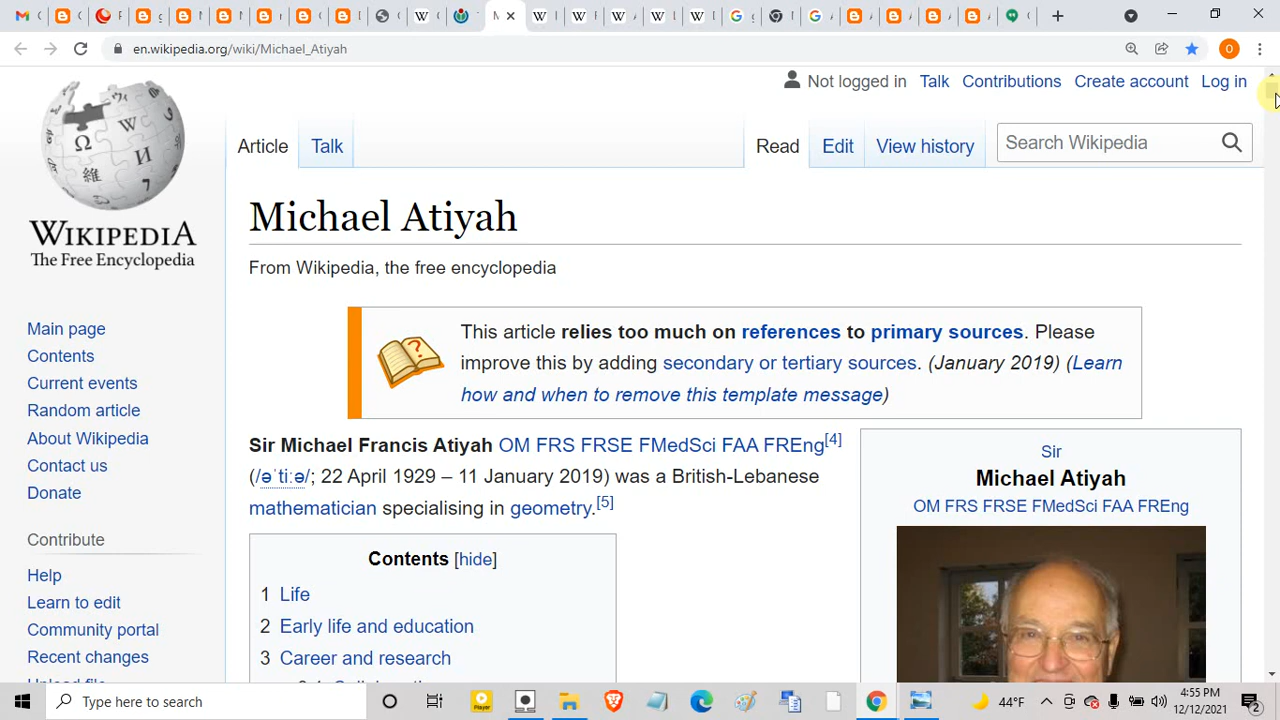 en.wikipedia.org/wiki/Michael_Atiyah
Not logged in Talk Contributions Create account Log in
Article Talk Read Edit View history Search Wikipedia
WIKIPEDIA
The Free Encyclopedia
Main page
Contents
Current events
Random article
About Wikipedia
Contact us
Donate
Contribute
Help
Learn to edit
Community portal
Recent changes
Michael Atiyah
From Wikipedia, the free encyclopedia
This article relies too much on references to primary sources. Please
improve this by adding secondary or tertiary sources. (January 2019) (Learn
how and when to remove this template message)
Sir Michael Francis Atiyah OM FRS FRSE FMedSci FAA FREng[4]
(/əˈtiːə/; 22 April 1929 – 11 January 2019) was a British-Lebanese
mathematician specialising in geometry.[5]
Contents [hide]
1 Life
2 Early life and education
3 Career and research
Sir
Michael Atiyah
OM FRS FRSE FMedSci FAA FREng
Type here to search
44°F
4:55 PM
12/12/2021